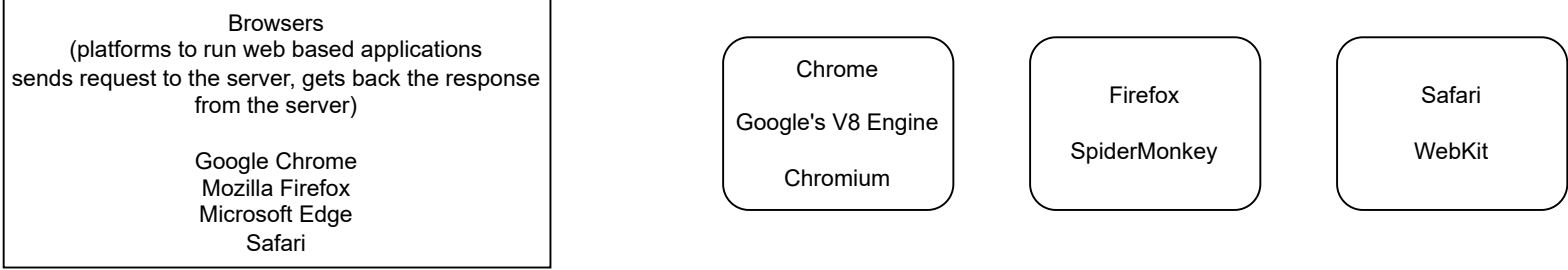 Browsers
(platforms to run web based applications
sends request to the server, gets back the response
from the server)
Google Chrome
Mozilla Firefox
Microsoft Edge
Safari
Chrome
Google's V8 Engine
Chromium
Firefox
SpiderMonkey
Safari
WebKit